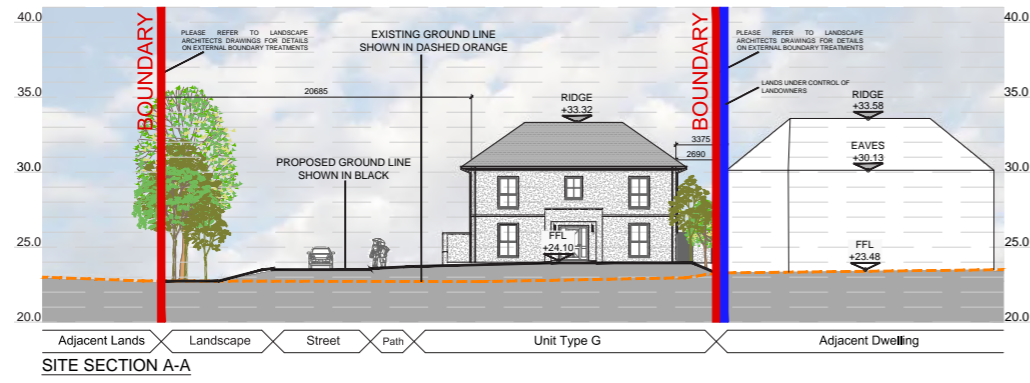 40.0
35.0
30.0
25.0
20.0
BOUNDARY
PLEASE REFER TO LANDSCAPE
ARCHITECTS DRAWINGS FOR DETAILS
ON EXTERNAL BOUNDARY TREATMENTS
EXISTING GROUND LINE
SHOWN IN DASHED ORANGE
20685
PROPOSED GROUND LINE
SHOWN IN BLACK
RIDGE
+33.32
FFL
+24.10
3375
2690
BOUNDARY
PLEASE REFER TO LANDSCAPE
ARCHITECTS DRAWINGS FOR DETAILS
ON EXTERNAL BOUNDARY TREATMENTS
LANDS UNDER CONTROL OF
LANDOWNERS
RIDGE
+33.58
EAVES
+30.13
FFL
+23.48
40.0
35.0
30.0
25.0
20.0
Adjacent Lands
Landscape
Street
Path
Unit Type G
Adjacent Dwelling
SITE SECTION A-A